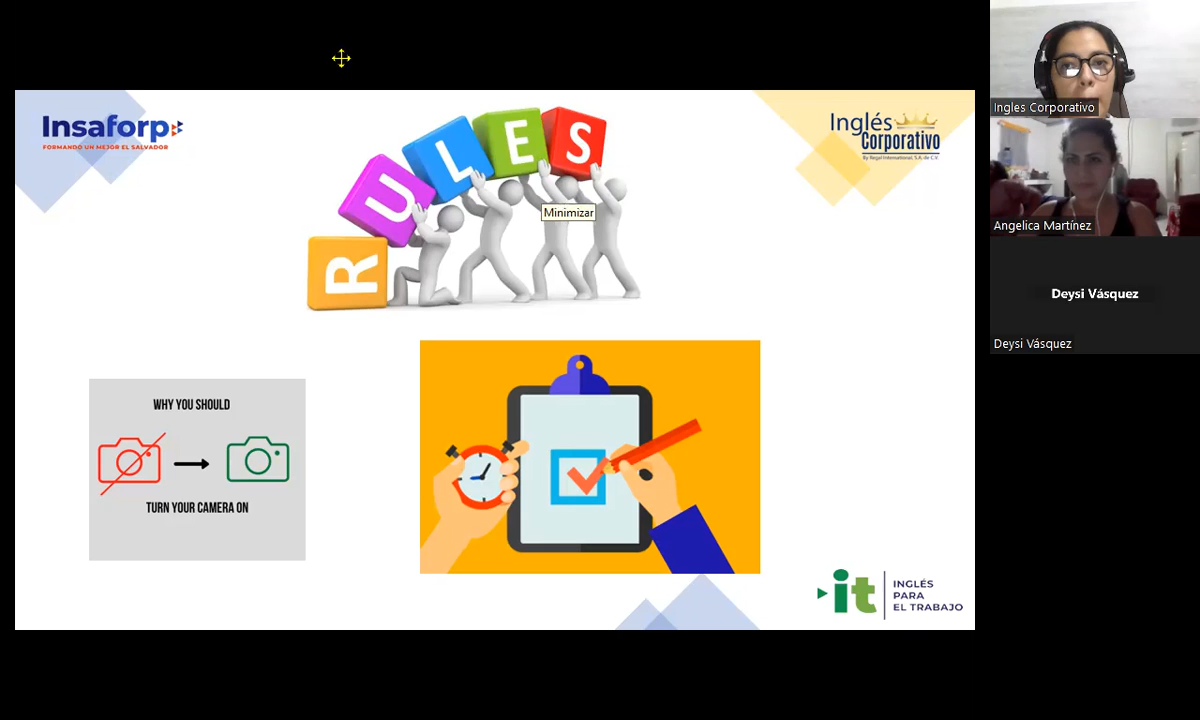 Insaforp
FORMANDO UN MEJOR EL SALVADOR
RULES
Minimizar
Inglés
Corporativo
By Regal International, S.A. de C.V.
WHY YOU SHOULD
TURN YOUR CAMERA ON
it
INGLÉS
PARA
EL TRABAJO
Ingles Corporativo
Angelica Martínez
Deysi Vásquez
Deysi Vásquez